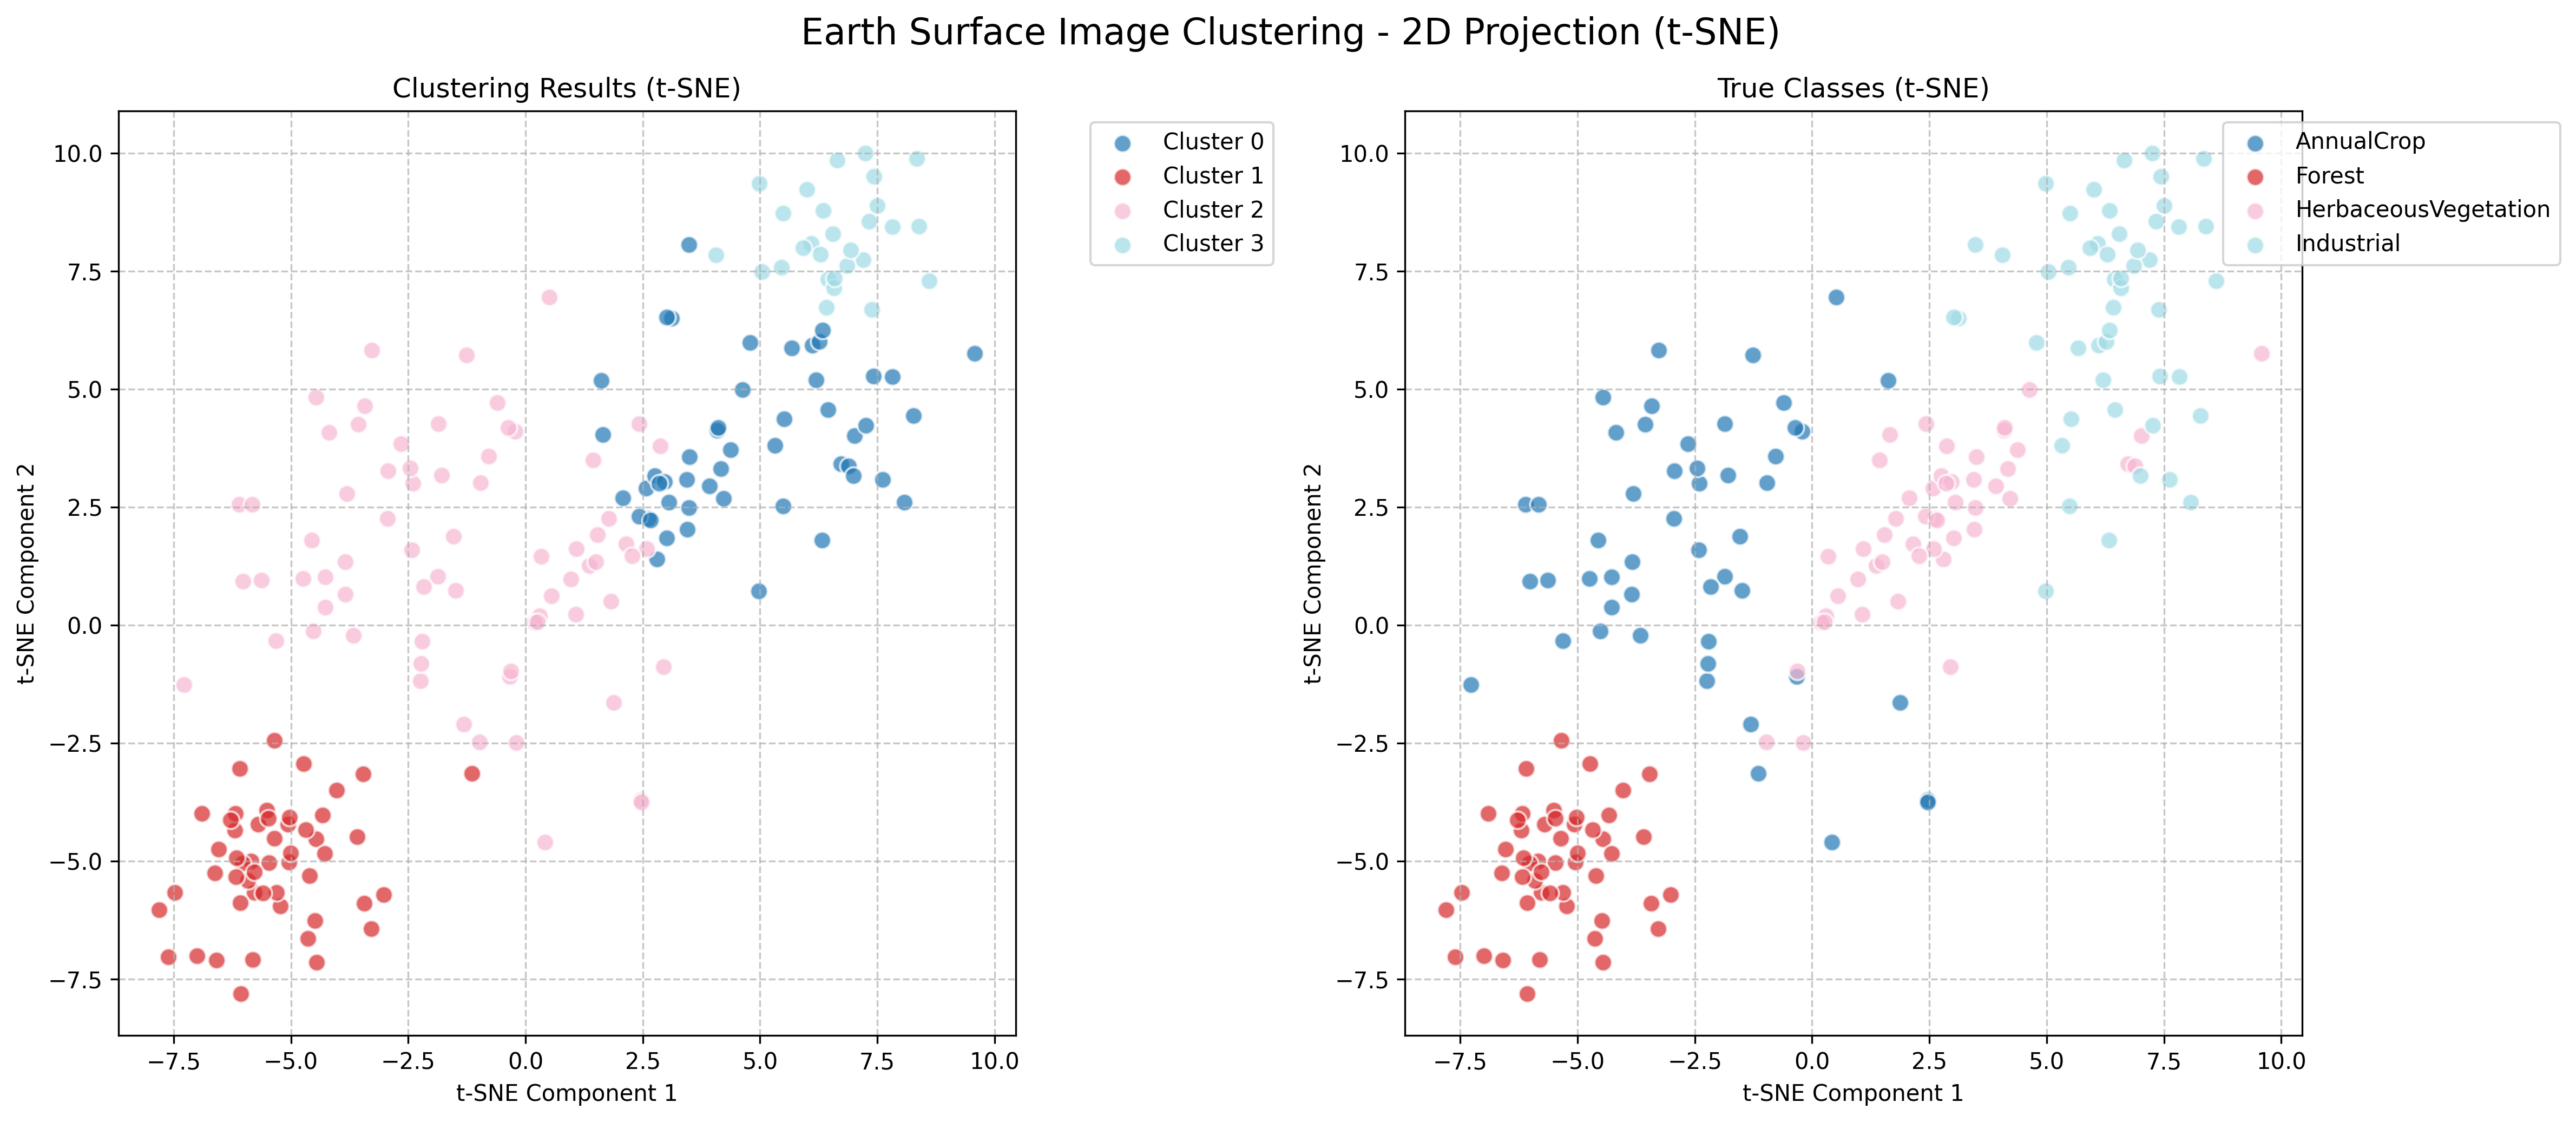 Earth Surface Image Clustering - 2D Projection (t-SNE)
Clustering Results (t-SNE)
10.0
7.5
5.0
2.5
0.0
−2.5
−5.0
−7.5
t-SNE Component 2
−7.5 −5.0 −2.5 0.0 2.5 5.0 7.5 10.0
t-SNE Component 1
Cluster 0
Cluster 1
Cluster 2
Cluster 3
True Classes (t-SNE)
10.0
7.5
5.0
2.5
0.0
−2.5
−5.0
−7.5
t-SNE Component 2
−7.5 −5.0 −2.5 0.0 2.5 5.0 7.5 10.0
t-SNE Component 1
AnnualCrop
Forest
HerbaceousVegetation
Industrial